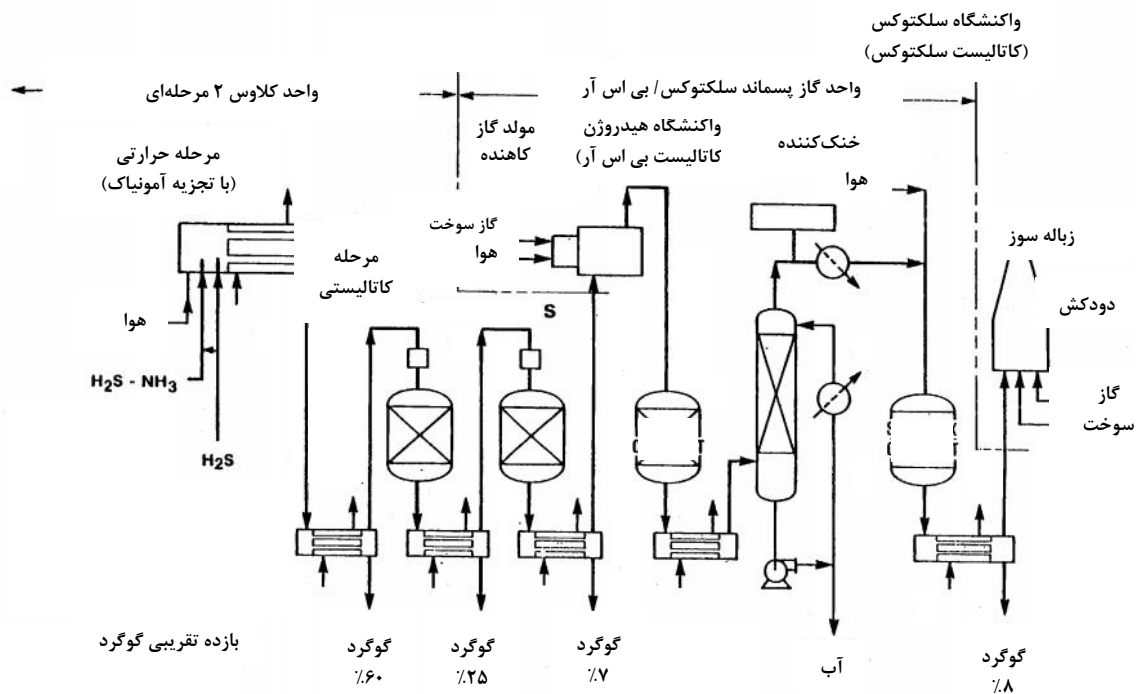 واکنشگاه سلکتوکس
(کاتالیست سلکتوکس)
واحد کلاوس ۲ مرحله‌ای
واحد گاز پسماند سلکتوکس/ بی اس آر
مرحله حرارتی
(با تجزیه آمونیاک)
مولد گاز
کاهنده
واکنشگاه هیدروژن
کاتالیست بی اس آر)
خنک‌کننده
هوا
گاز سوخت
هوا
مرحله
کاتالیستی
زباله سوز
دودکش
S
هوا
H2S - NH3
H2S
گاز
سوخت
بازده تقریبی گوگرد
گوگرد
٪۶۰
گوگرد
٪۲۵
گوگرد
٪۷
آب
گوگرد
٪۸